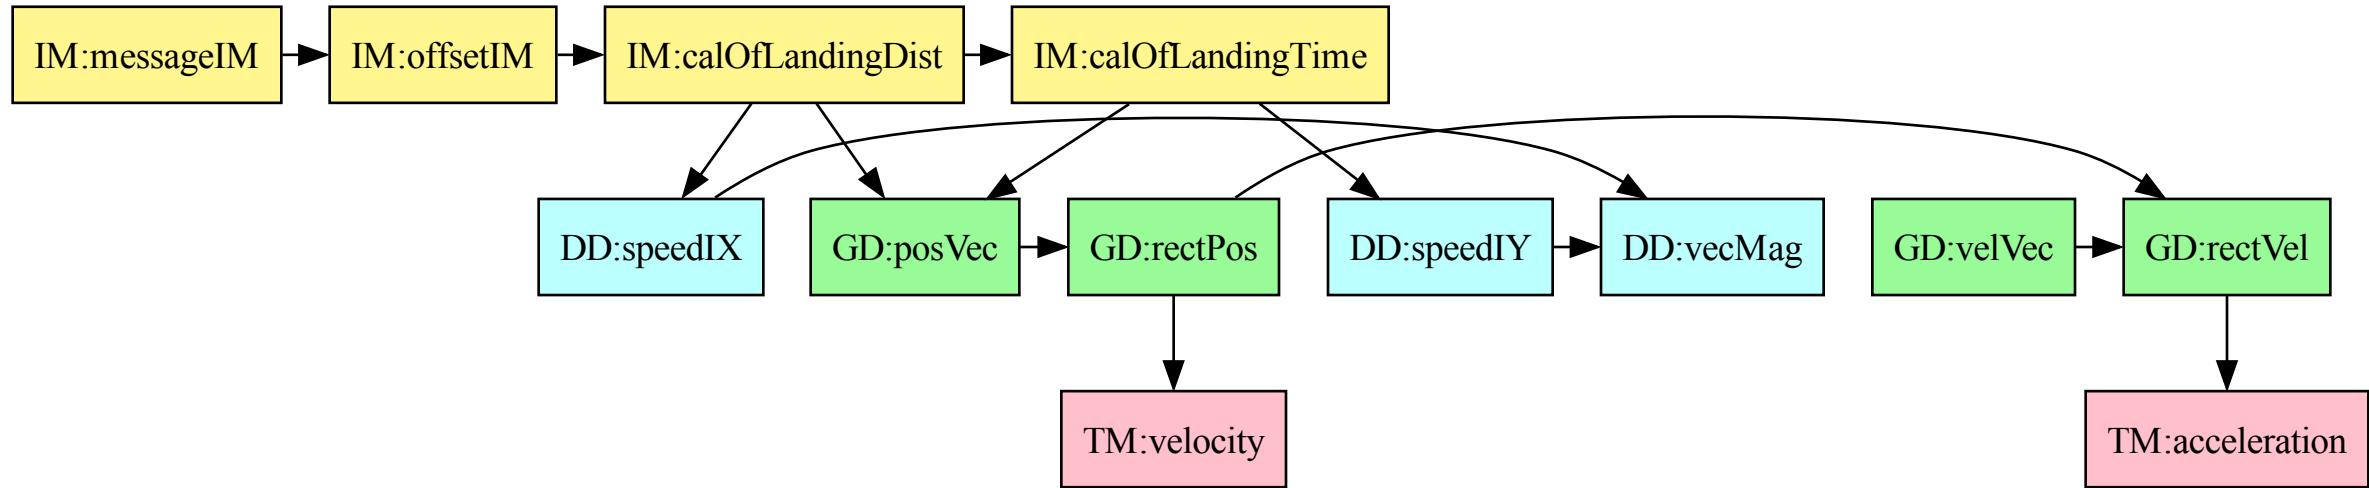 IM:messageIM
IM:offsetIM
IM:calOfLandingDist
IM:calOfLandingTime
DD:speedIX
GD:posVec
GD:rectPos
DD:speedIY
DD:vecMag
GD:velVec
GD:rectVel
TM:velocity
TM:acceleration